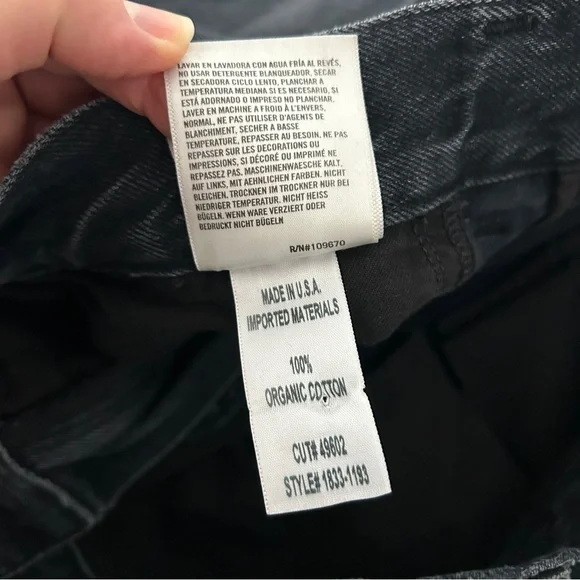 LAVAR EN LAVADORA CON AGUA FRÍA AL REVÉS,
NO USAR DETERGENTE BLANQUEADOR, SECAR
EN SECADORA CICLO LENTO, PLANCHAR A
TEMPERATURA MEDIANA SI ES NECESARIO, SI
ESTÁ ADORNADO O IMPRESO NO PLANCHAR.
LAVER EN MACHINE A FROID À L'ENVERS,
NORMAL, NE PAS UTILISER D'AGENTS DE
BLANCHIMENT, SECHER A BASSE
TEMPÉRATURE, REPASSER AU BESOIN. NE PAS
REPASSER SUR LES DECORATIONS OU
IMPRESSIONS, SI DÉCORÉ OU IMPRIMÉ NE
REPASSEZ PAS. MASCHINENWAESCHE KALT,
AUF LINKS, MIT AEHNLICHEN FARBEN. NICHT
BLEICHEN, TROCKNEN IM TROCKNER NUR BEI
NIEDRIGER TEMPERATUR. NICHT HEISS
BÜGELN. WENN WARE VERZIERT ODER
BEDRUCKT NICHT BÜGELN
R/N#109670
MADE IN U.S.A.
IMPORTED MATERIALS
100%
ORGANIC COTTON
CUT# 49602
STYLE# 1833-1193